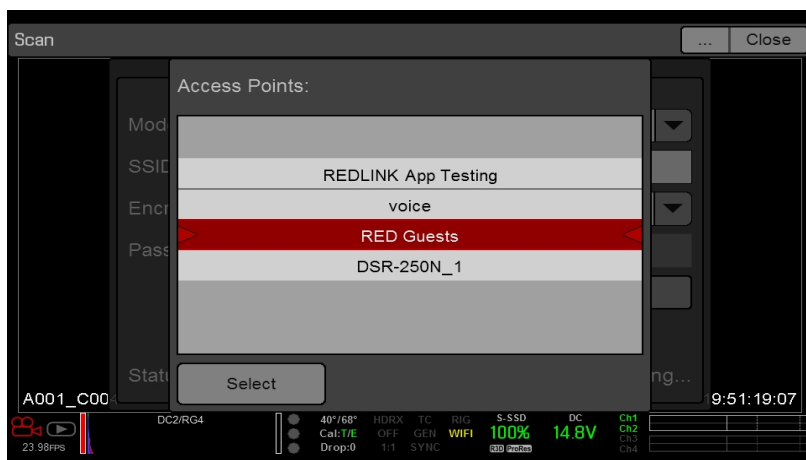 Scan ... Close
Access Points:
REDLINK App Testing
voice
RED Guests
DSR-250N_1
Select
Mod
SSID
Encr
Pass
Statu ng...
A001_C00 9:51:19:07
DC2/RG4 40°/68° HDRX TC RIG S-SSD DC Ch1
Cal:T/E OFF GEN WIFI 100% 14.8V Ch2
23.98FPS Drop:0 1:1 SYNC R3D ProRes Ch3
Ch4